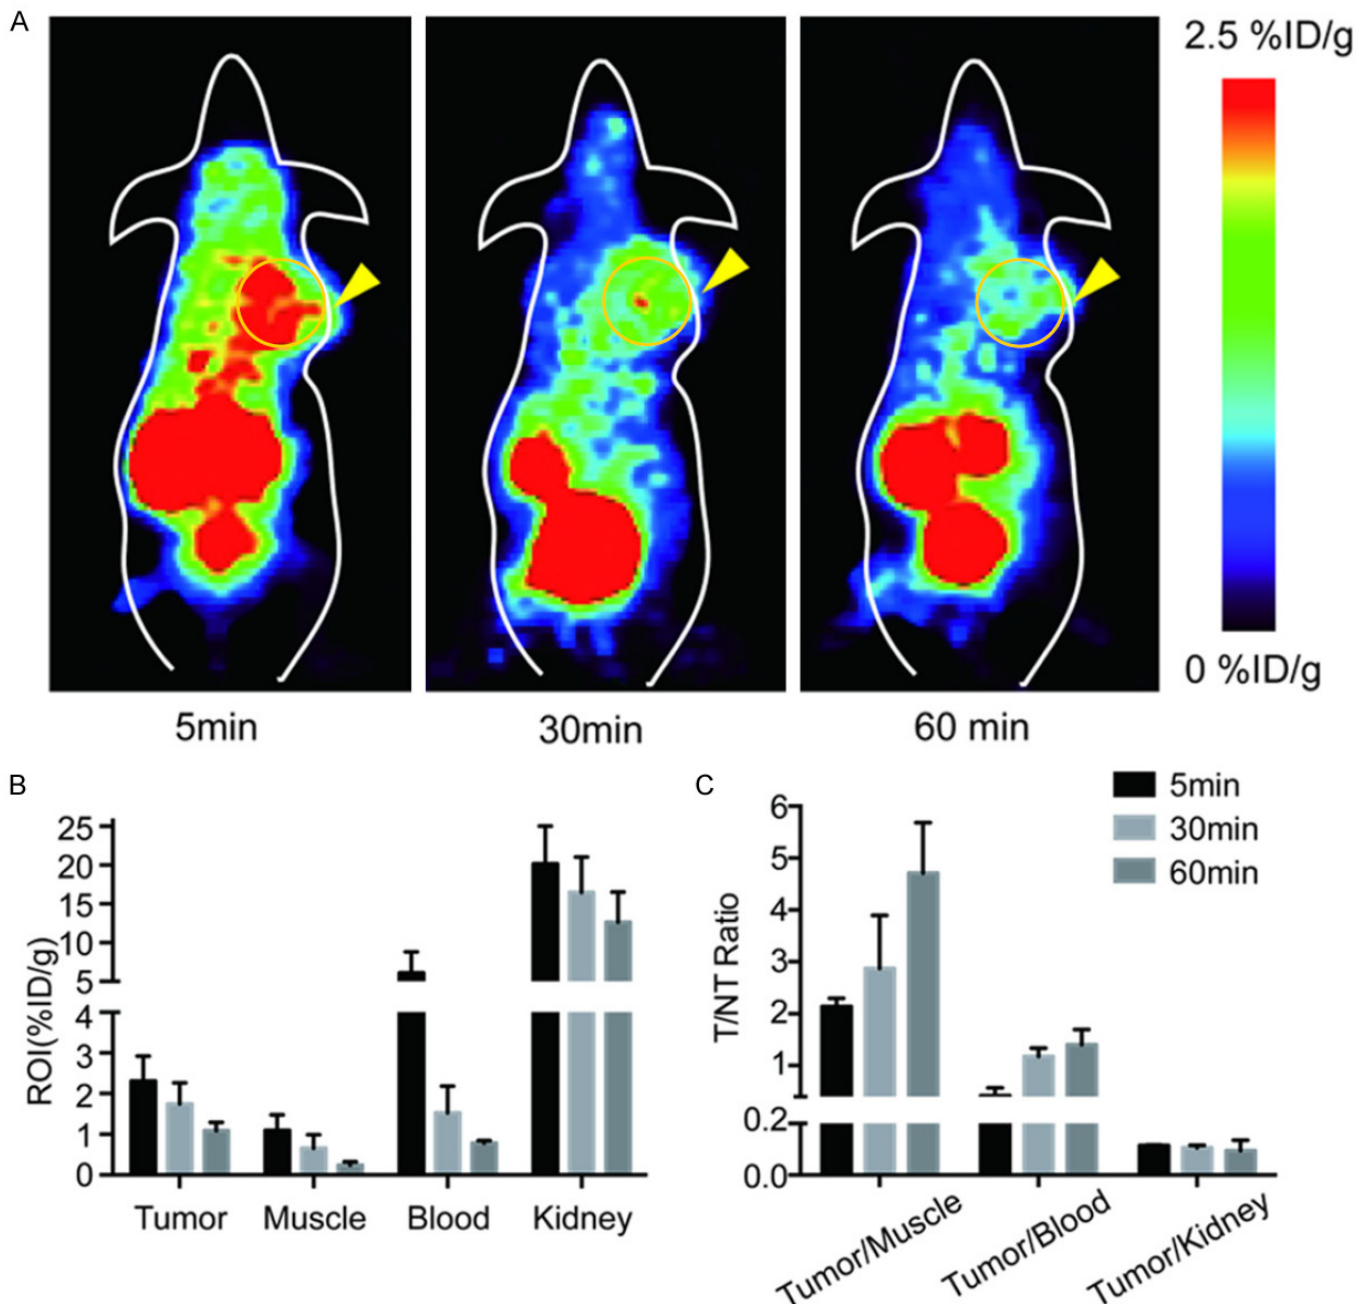 A
2.5 %ID/g
0 %ID/g
5min
30min
60 min
B
ROI(%ID/g)
25
20
15
10
5
4
3
2
1
0
Tumor
Muscle
Blood
Kidney
C
5min
30min
60min
T/NT Ratio
6
5
4
3
2
1
0.2
0.0
Tumor/Muscle
Tumor/Blood
Tumor/Kidney